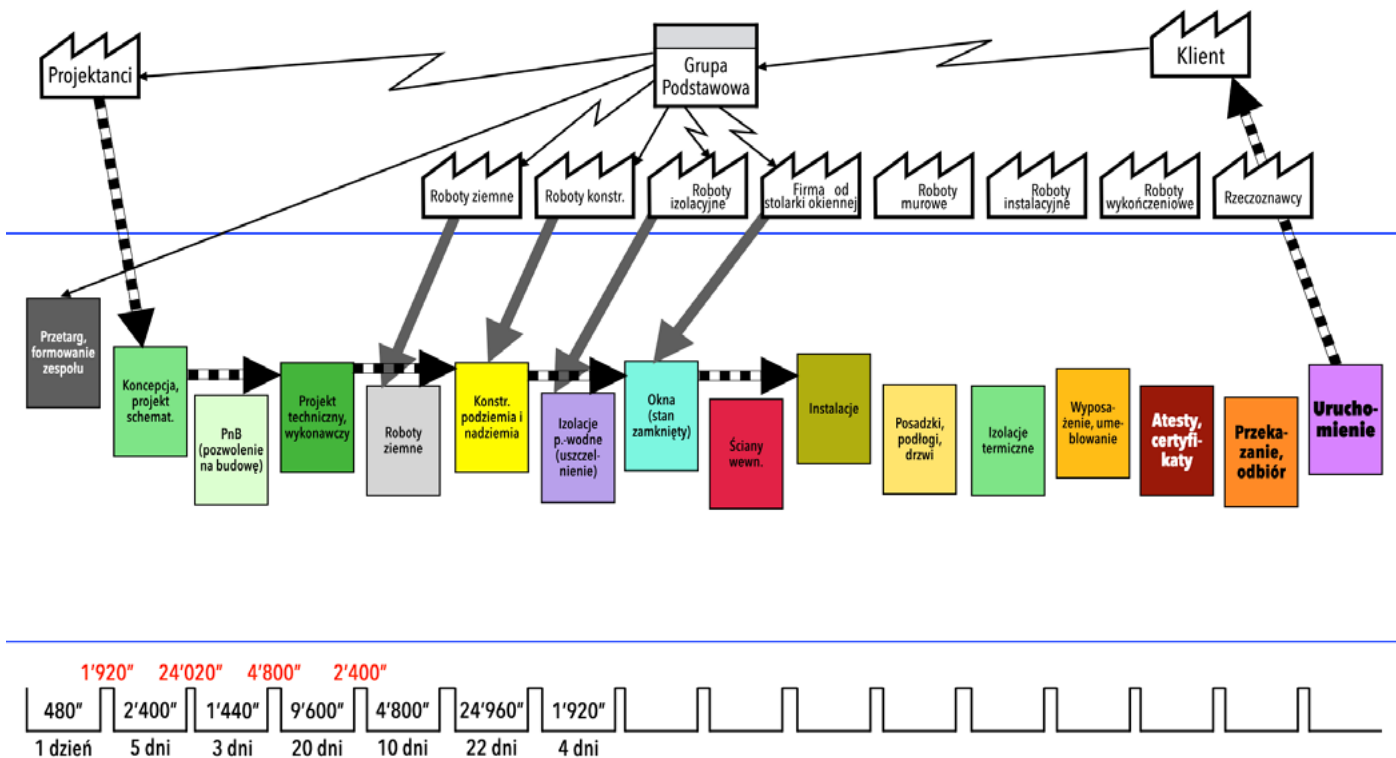 Projektanci
Grupa
Podstawowa
Klient
Roboty ziemne
Roboty konstr.
Roboty
izolacyjne
Firma od
stolarki okiennej
Roboty
murowe
Roboty
instalacyjne
Roboty
wykończeniowe
Rzeczoznawcy
Przetarg,
formowanie
zespołu
Koncepcja,
projekt
schemat.
PnB
(pozwolenie
na budowę)
Projekt
techniczny,
wykonawczy
Roboty
ziemne
Konstr.
podziemia i
nadziemia
Izolacje
p.-wodne
(uszczel-
nienie)
Okna
(stan
zamknięty)
Ściany
wewn.
Instalacje
Posadzki,
podłogi,
drzwi
Izolacje
termiczne
Wyposa-
żenie, ume-
blowanie
Atesty,
certyfi-
katy
Przeka-
zanie,
odbiór
Urucho-
mienie
1'920" 24'020" 4'800" 2'400"
480" 2'400" 1'440" 9'600" 4'800" 24'960" 1'920"
1 dzień 5 dni 3 dni 20 dni 10 dni 22 dni 4 dni